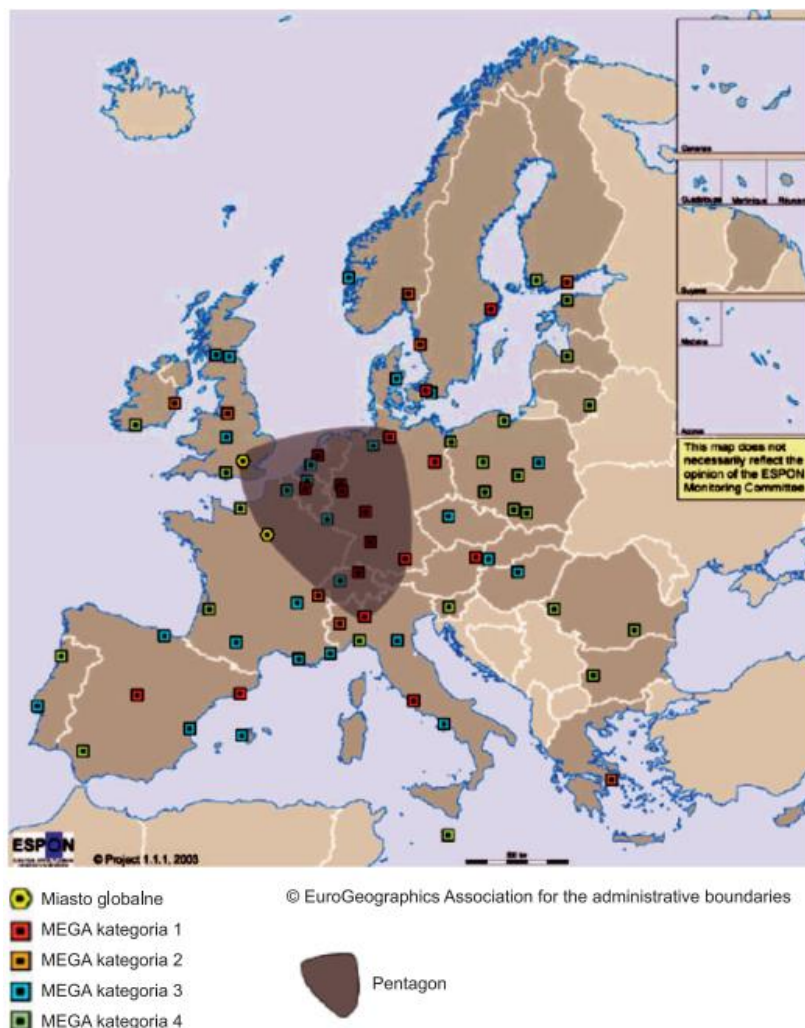 Guadaloupe
Martinique
This map does not
necessarily reflect the
opinion of the ESPON
Monitoring Committee
ESPON
© Project 1.1.1, 2003
Miasto globalne
MEGA kategoria 1
MEGA kategoria 2
MEGA kategoria 3
MEGA kategoria 4
© EuroGeographics Association for the administrative boundaries
Pentagon